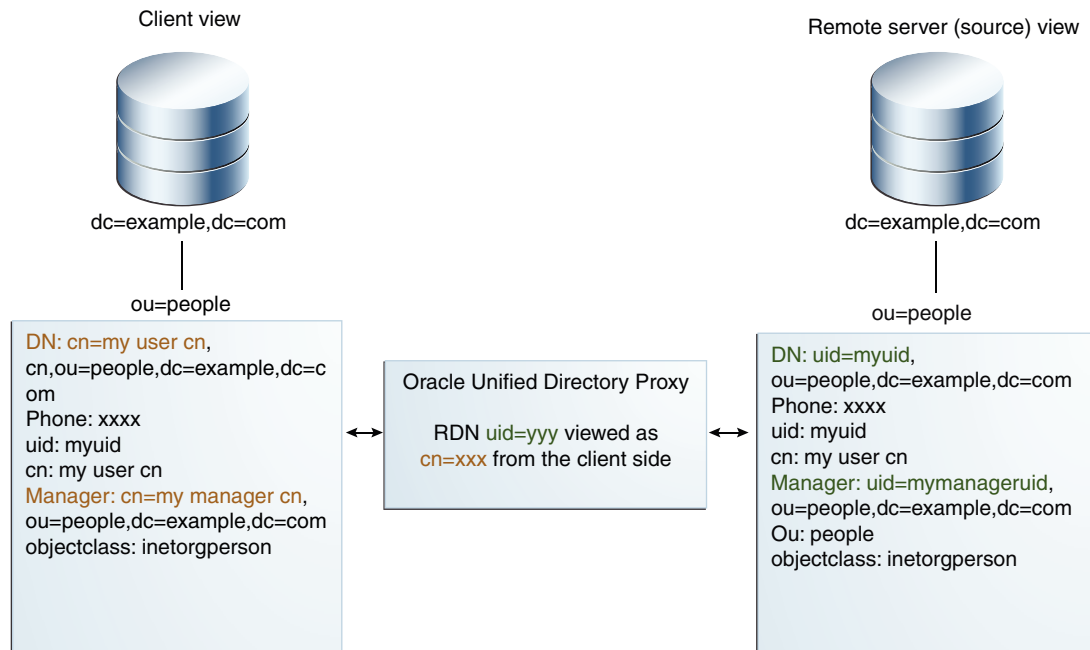 Client view
dc=example,dc=com
ou=people
DN: cn=my user cn,
cn,ou=people,dc=example,dc=c
om
Phone: xxxx
uid: myuid
cn: my user cn
Manager: cn=my manager cn,
ou=people,dc=example,dc=com
objectclass: inetorgperson
Oracle Unified Directory Proxy
RDN uid=yyy viewed as
cn=xxx from the client side
Remote server (source) view
dc=example,dc=com
ou=people
DN: uid=myuid,
ou=people,dc=example,dc=com
Phone: xxxx
uid: myuid
cn: my user cn
Manager: uid=mymanageruid,
ou=people,dc=example,dc=com
Ou: people
objectclass: inetorgperson